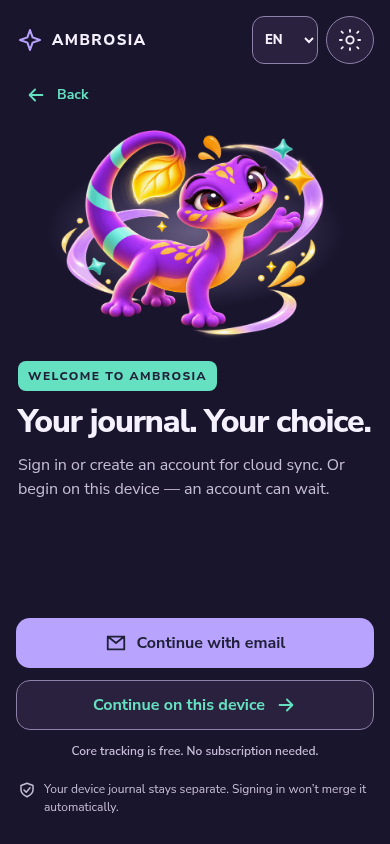 AMBROSIA
EN
Back
WELCOME TO AMBROSIA
Your journal. Your choice.
Sign in or create an account for cloud sync. Or
begin on this device — an account can wait.
Continue with email
Continue on this device
Core tracking is free. No subscription needed.
Your device journal stays separate. Signing in won’t merge it
automatically.